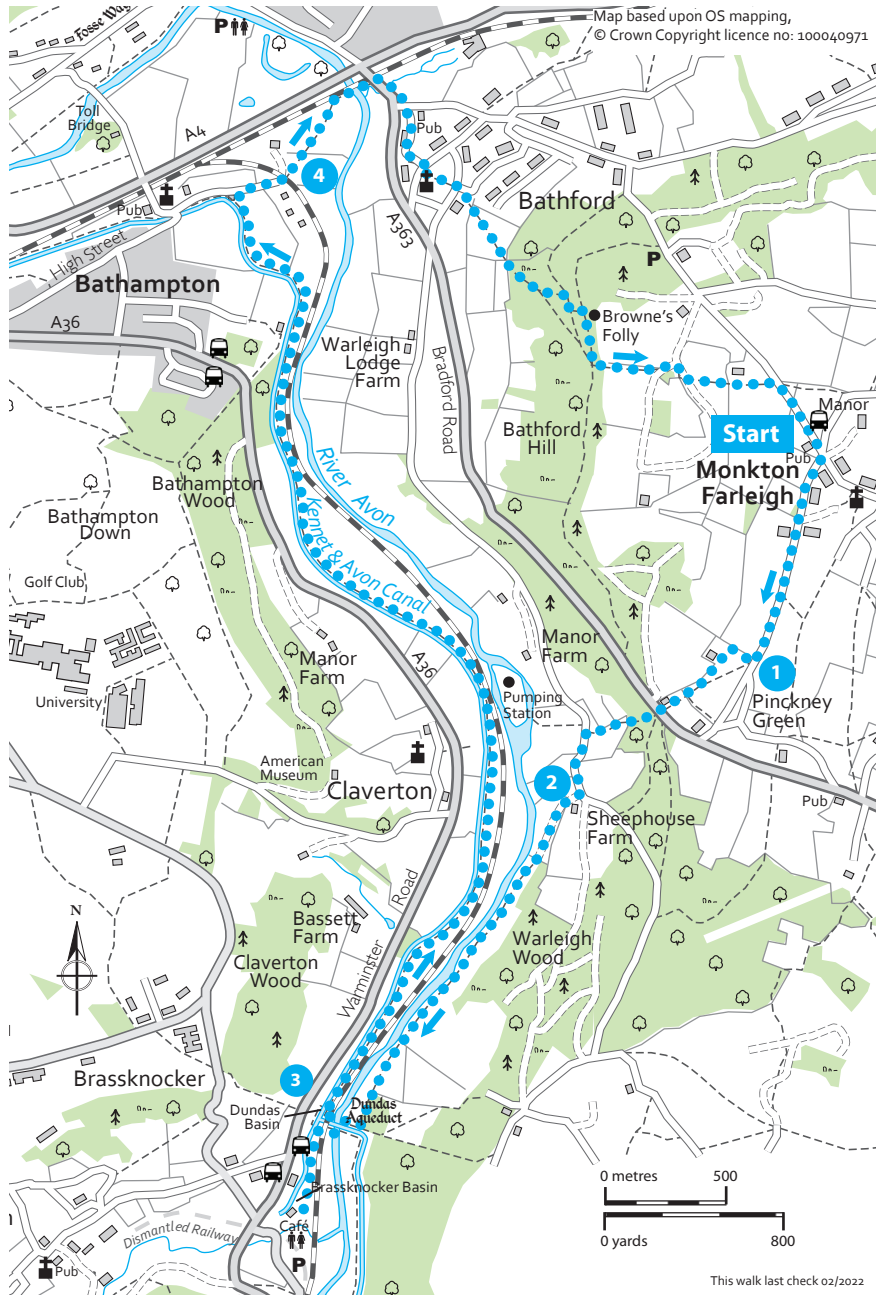 Map based upon OS mapping,
© Crown Copyright licence no: 100040971
Fosse Way
P
Toll
Bridge
A4
Pub
4
Pub
High Street
Bathampton
A36
A363
Bathford
P
Browne's
Folly
Warleigh
Lodge
Farm
Bradford Road
Manor
Start
Pub
Monkton
Farleigh
Bathford
Hill
River Avon
Bathampton
Wood
Bathampton
Down
Kennet & Avon Canal
Golf Club
Manor
Farm
A36
Manor
Farm
1
Pinckney
Green
University
Pumping
Station
American
Museum
Claverton
2
Sheephouse
Farm
Pub
Road
Bassett
Farm
N
Claverton
Wood
Warminster
Warleigh
Wood
3
Brassknocker
Dundas
Basin
Dundas
Aqueduct
Brassknocker Basin
0 metres 500
Café
Dismantled Railway
0 yards 800
P
Pub
n
This walk last check 02/2022